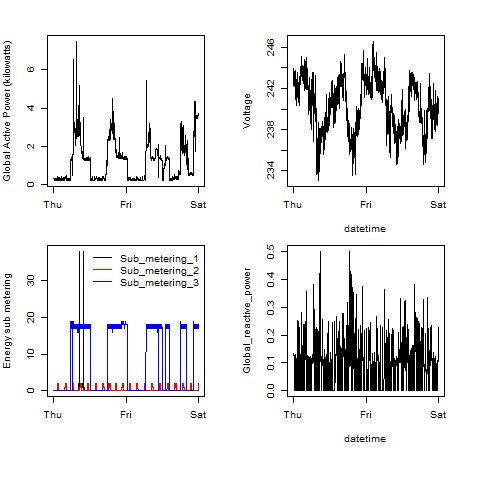 Global Active Power (kilowatts)
0 2 4 6
Thu Fri Sat
Voltage
234 238 242 246
Thu Fri Sat
datetime
Energy sub metering
0 10 20 30
Sub_metering_1
Sub_metering_2
Sub_metering_3
Thu Fri Sat
Global_reactive_power
0.0 0.1 0.2 0.3 0.4 0.5
Thu Fri Sat
datetime